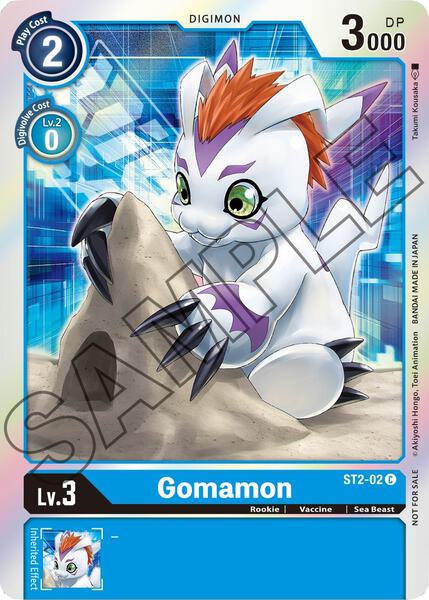 Play Cost
2
DIGIMON
DP
3000
Digivolve Cost
Lv.2
0
Takumi Kousaka
©Akiyoshi Hongo, Toei Animation BANDAI MADE IN JAPAN
NOT FOR SALE
SAMPLE
Lv.3
Gomamon
ST2-02 C
Rookie | Vaccine | Sea Beast
Inherited Effect
-